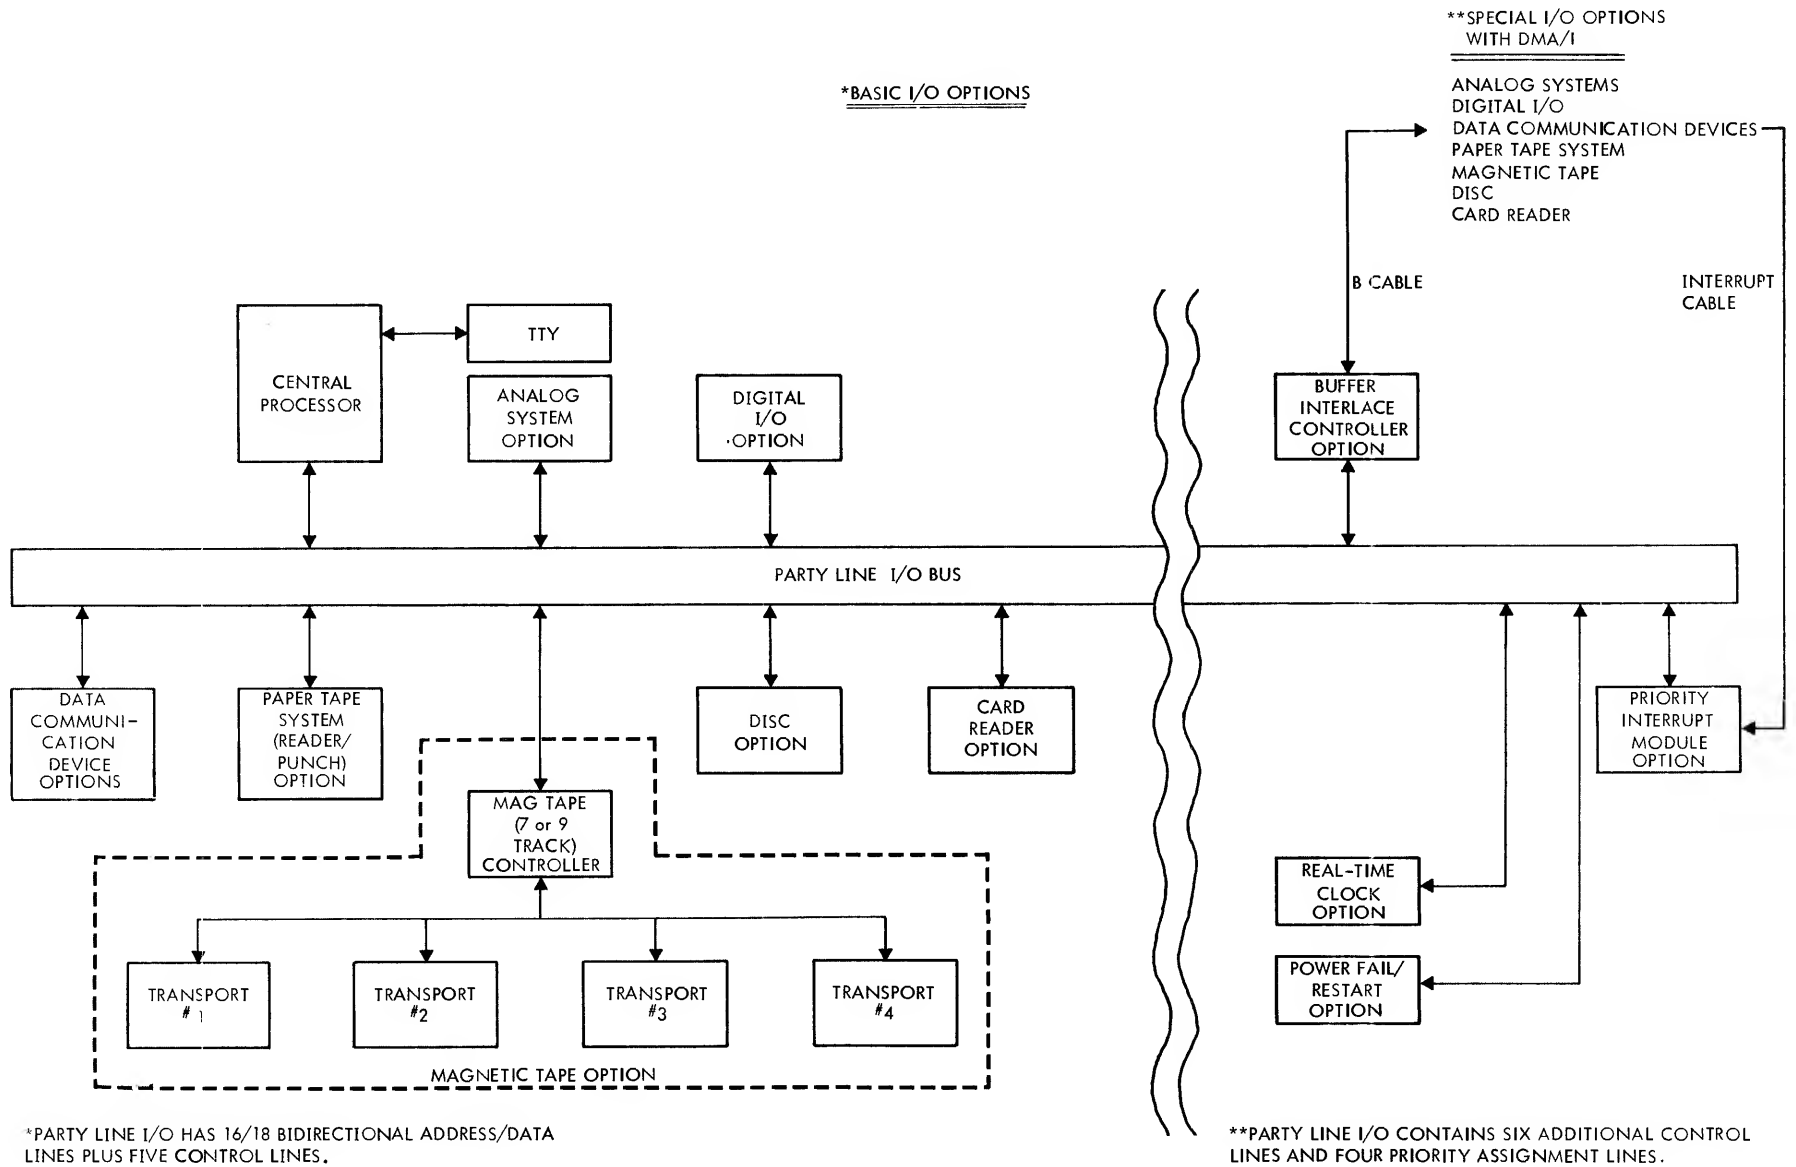 **SPECIAL I/O OPTIONS
WITH DMA/I
ANALOG SYSTEMS
DIGITAL I/O
DATA COMMUNICATION DEVICES
PAPER TAPE SYSTEM
MAGNETIC TAPE
DISC
CARD READER
*BASIC I/O OPTIONS
B CABLE
INTERRUPT
CABLE
CENTRAL
PROCESSOR
TTY
ANALOG
SYSTEM
OPTION
DIGITAL
I/O
OPTION
BUFFER
INTERLACE
CONTROLLER
OPTION
PARTY LINE I/O BUS
DATA
COMMUNI-
CATION
DEVICE
OPTIONS
PAPER TAPE
SYSTEM
(READER/
PUNCH)
OPTION
MAG TAPE
(7 or 9
TRACK)
CONTROLLER
DISC
OPTION
CARD
READER
OPTION
PRIORITY
INTERRUPT
MODULE
OPTION
REAL-TIME
CLOCK
OPTION
POWER FAIL/
RESTART
OPTION
TRANSPORT
#1
TRANSPORT
#2
TRANSPORT
#3
TRANSPORT
#4
MAGNETIC TAPE OPTION
*PARTY LINE I/O HAS 16/18 BIDIRECTIONAL ADDRESS/DATA
LINES PLUS FIVE CONTROL LINES.
**PARTY LINE I/O CONTAINS SIX ADDITIONAL CONTROL
LINES AND FOUR PRIORITY ASSIGNMENT LINES.